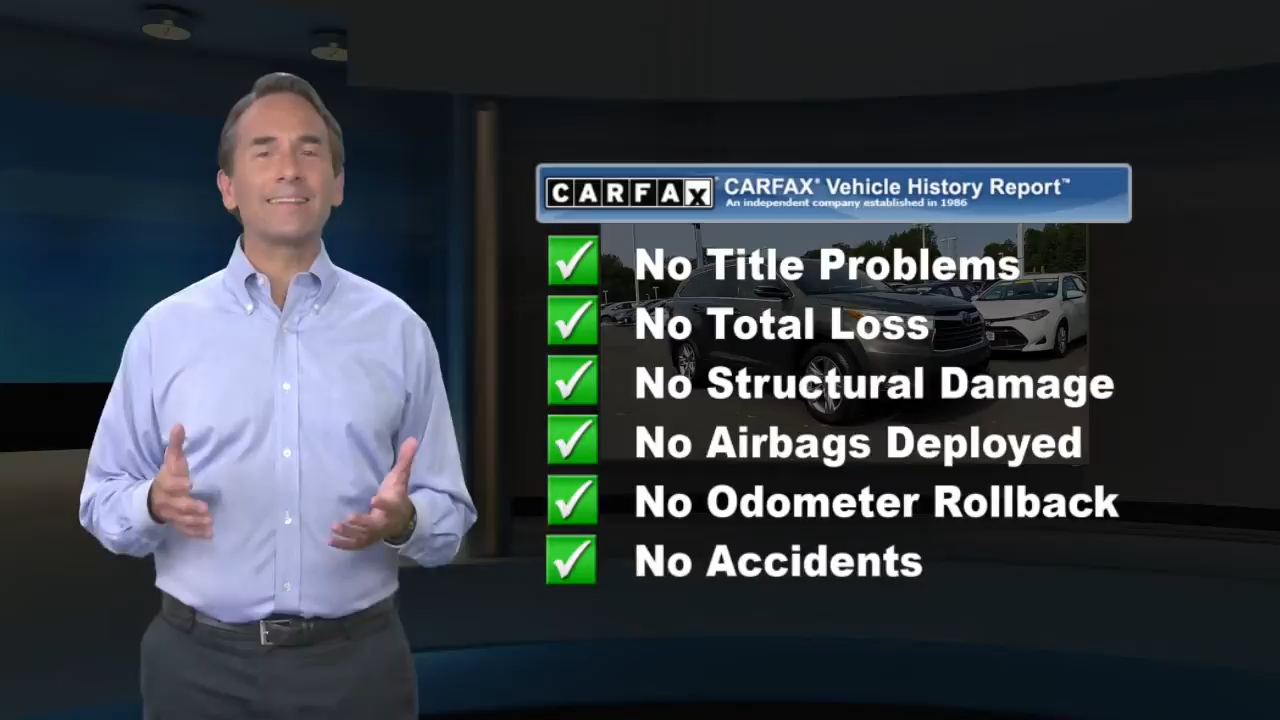 CARFAX® CARFAX® Vehicle History Report™
An independent company established in 1986
No Title Problems
No Total Loss
No Structural Damage
No Airbags Deployed
No Odometer Rollback
No Accidents